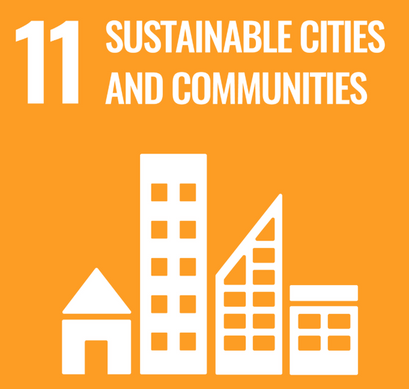 11 SUSTAINABLE CITIES
AND COMMUNITIES